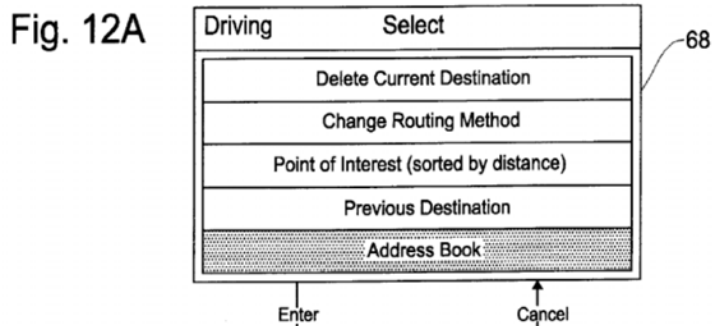 Fig. 12A
Driving Select
68
Delete Current Destination
Change Routing Method
Point of Interest (sorted by distance)
Previous Destination
Address Book
Enter Cancel